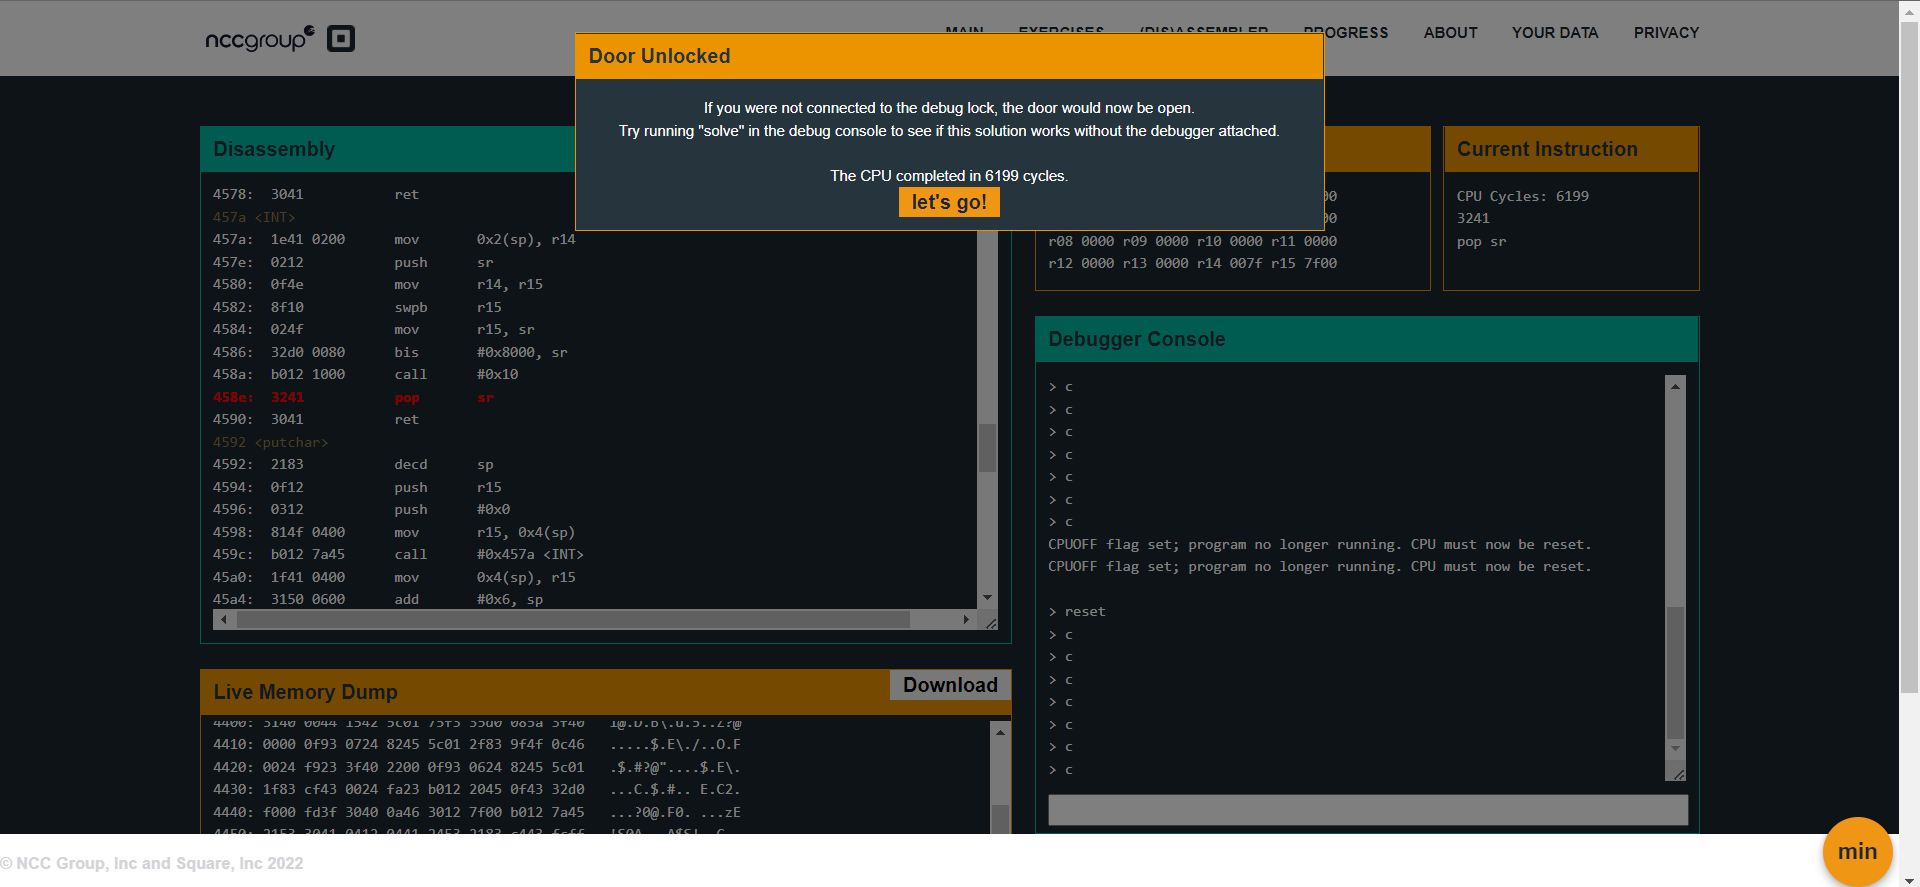 nccgroup
MAIN EXERCISES (DIS)ASSEMBLER PROGRESS ABOUT YOUR DATA PRIVACY
Door Unlocked
If you were not connected to the debug lock, the door would now be open.
Try running "solve" in the debug console to see if this solution works without the debugger attached.
The CPU completed in 6199 cycles.
let's go!
Disassembly
4578: 3041 ret
457a <INT>
457a: 1e41 0200 mov 0x2(sp), r14
457e: 0212 push sr
4580: 0f4e mov r14, r15
4582: 8f10 swpb r15
4584: 024f mov r15, sr
4586: 32d0 0080 bis #0x8000, sr
458a: b012 1000 call #0x10
458e: 3241 pop sr
4590: 3041 ret
4592 <putchar>
4592: 2183 decd sp
4594: 0f12 push r15
4596: 0312 push #0x0
4598: 814f 0400 mov r15, 0x4(sp)
459c: b012 7a45 call #0x457a <INT>
45a0: 1f41 0400 mov 0x4(sp), r15
45a4: 3150 0600 add #0x6, sp
r08 0000 r09 0000 r10 0000 r11 0000
r12 0000 r13 0000 r14 007f r15 7f00
Current Instruction
CPU Cycles: 6199
3241
pop sr
Debugger Console
> c
> c
> c
> c
> c
> c
> c
CPUOFF flag set; program no longer running. CPU must now be reset.
CPUOFF flag set; program no longer running. CPU must now be reset.
> reset
> c
> c
> c
> c
> c
> c
> c
Live Memory Dump
Download
4400: 3140 0044 1542 5c01 75f3 35d0 085a 3f40 1@.D.B\.u.5..Z?@
4410: 0000 0f93 0724 8245 5c01 2f83 9f4f 0c46 .....$.E\./..O.F
4420: 0024 f923 3f40 2200 0f93 0624 8245 5c01 .$.#?@"....$.E\.
4430: 1f83 cf43 0024 fa23 b012 2045 0f43 32d0 ...C.$.#.. E.C2.
4440: f000 fd3f 3040 0a46 3012 7f00 b012 7a45 ...?0@.F0. ...zE
min
© NCC Group, Inc and Square, Inc 2022